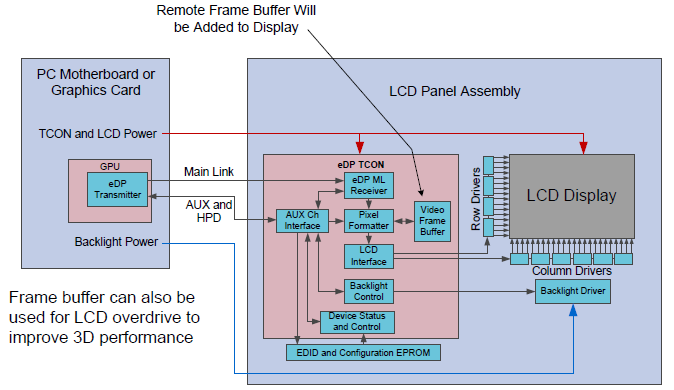 Remote Frame Buffer Will
be Added to Display
PC Motherboard or
Graphics Card
LCD Panel Assembly
TCON and LCD Power
GPU
eDP
Transmitter
Main Link
AUX and
HPD
Backlight Power
eDP TCON
eDP ML
Receiver
AUX Ch
Interface
Pixel
Formatter
Video
Frame
Buffer
LCD
Interface
Backlight
Control
Device Status
and Control
EDID and Configuration EPROM
Row Drivers
LCD Display
Column Drivers
Backlight Driver
Frame buffer can also be
used for LCD overdrive to
improve 3D performance